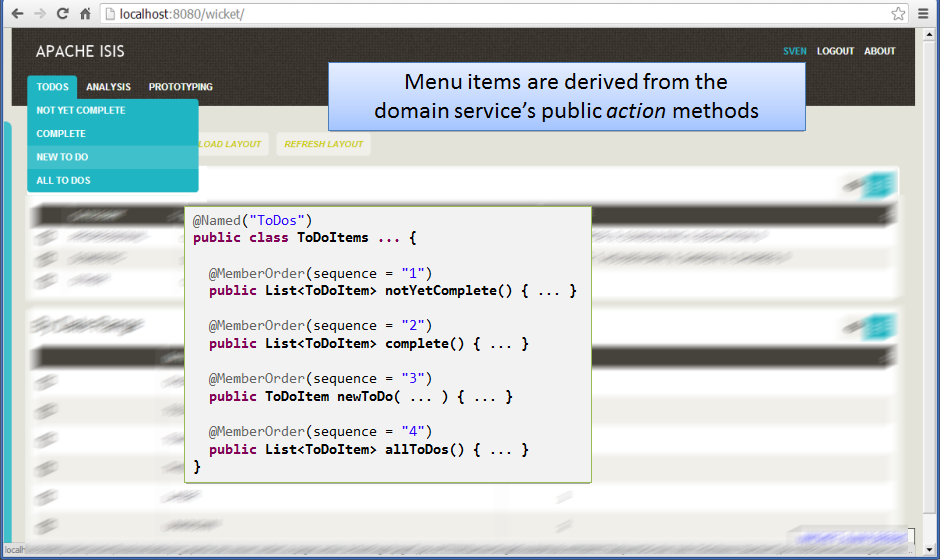 localhost:8080/wicket/
APACHE ISIS
SVEN LOGOUT ABOUT
TODOS ANALYSIS PROTOTYPING
Menu items are derived from the
domain service's public action methods
NOT YET COMPLETE
COMPLETE
NEW TO DO
ALL TO DOS
LOAD LAYOUT REFRESH LAYOUT
@Named("ToDos")
public class ToDoItems ... {
@MemberOrder(sequence = "1")
public List<ToDoItem> notYetComplete() { ... }
@MemberOrder(sequence = "2")
public List<ToDoItem> complete() { ... }
@MemberOrder(sequence = "3")
public ToDoItem newToDo( ... ) { ... }
@MemberOrder(sequence = "4")
public List<ToDoItem> allToDos() { ... }
}
localh